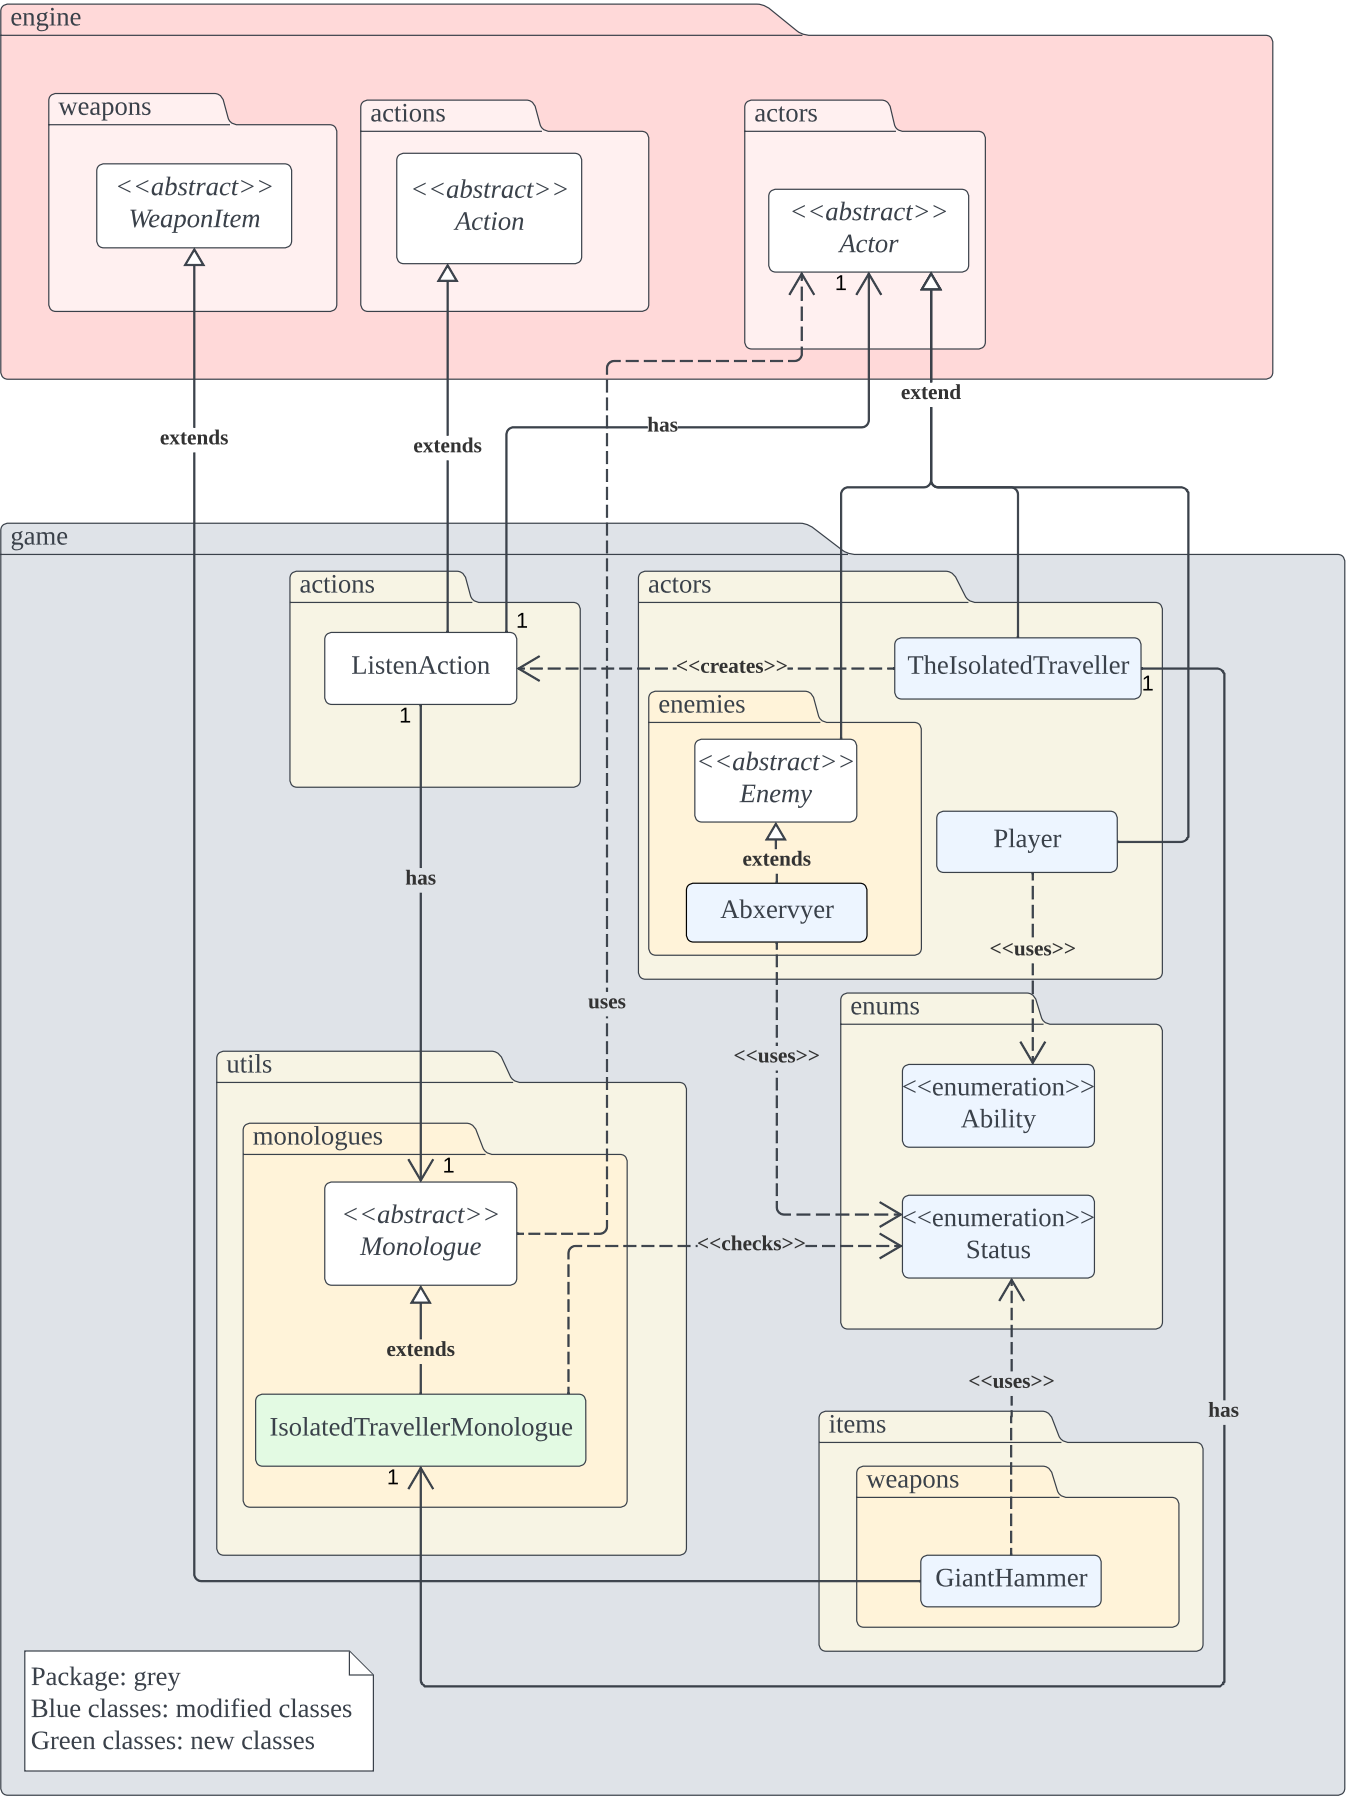 engine
weapons
actions
actors
<<abstract>>
WeaponItem
<<abstract>>
Action
<<abstract>>
Actor
1
extend
has
extends
extends
game
actions
actors
1
ListenAction
<<creates>>
TheIsolatedTraveller
1
1
enemies
<<abstract>>
Enemy
Player
extends
has
Abxervyer
<<uses>>
uses
enums
<<uses>>
utils
<<enumeration>>
Ability
monologues
1
<<abstract>>
Monologue
<<enumeration>>
Status
<<checks>>
extends
<<uses>>
has
items
IsolatedTravellerMonologue
1
weapons
GiantHammer
Package: grey
Blue classes: modified classes
Green classes: new classes